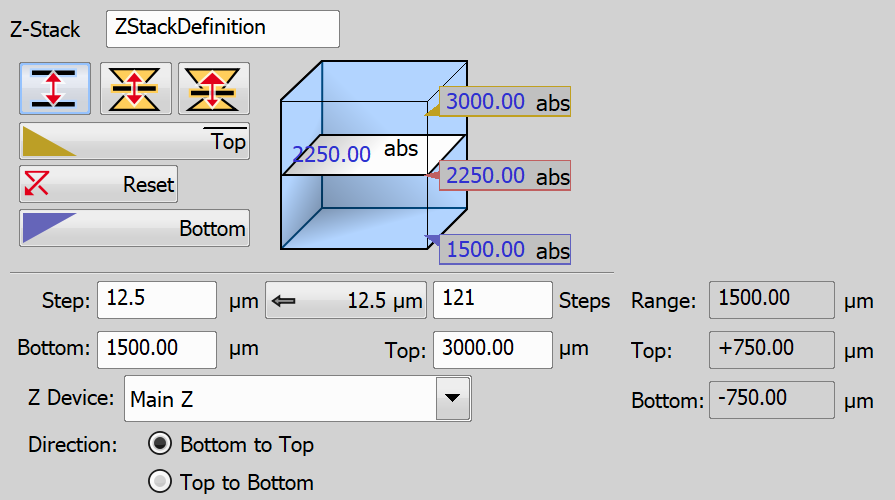 Z-Stack ZStackDefinition
3000.00 abs
Top
2250.00 abs
2250.00 abs
Reset
Bottom
1500.00 abs
Step: 12.5 µm 12.5 µm 121 Steps Range: 1500.00 µm
Bottom: 1500.00 µm Top: 3000.00 µm Top: +750.00 µm
Z Device: Main Z Bottom: -750.00 µm
Direction: Bottom to Top
Top to Bottom